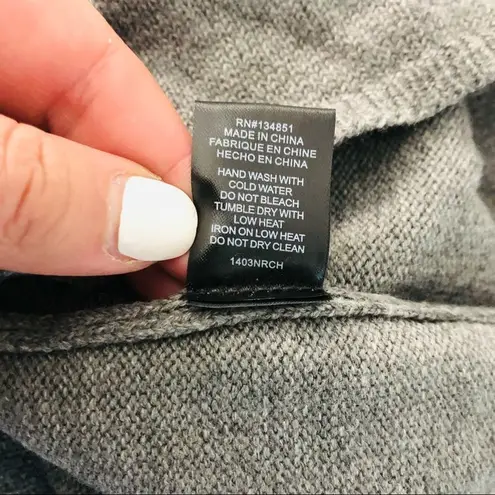 RN#134851
MADE IN CHINA
FABRIQUE EN CHINE
HECHO EN CHINA
HAND WASH WITH
COLD WATER
DO NOT BLEACH
TUMBLE DRY WITH
LOW HEAT
IRON ON LOW HEAT
DO NOT DRY CLEAN
1403NRCH